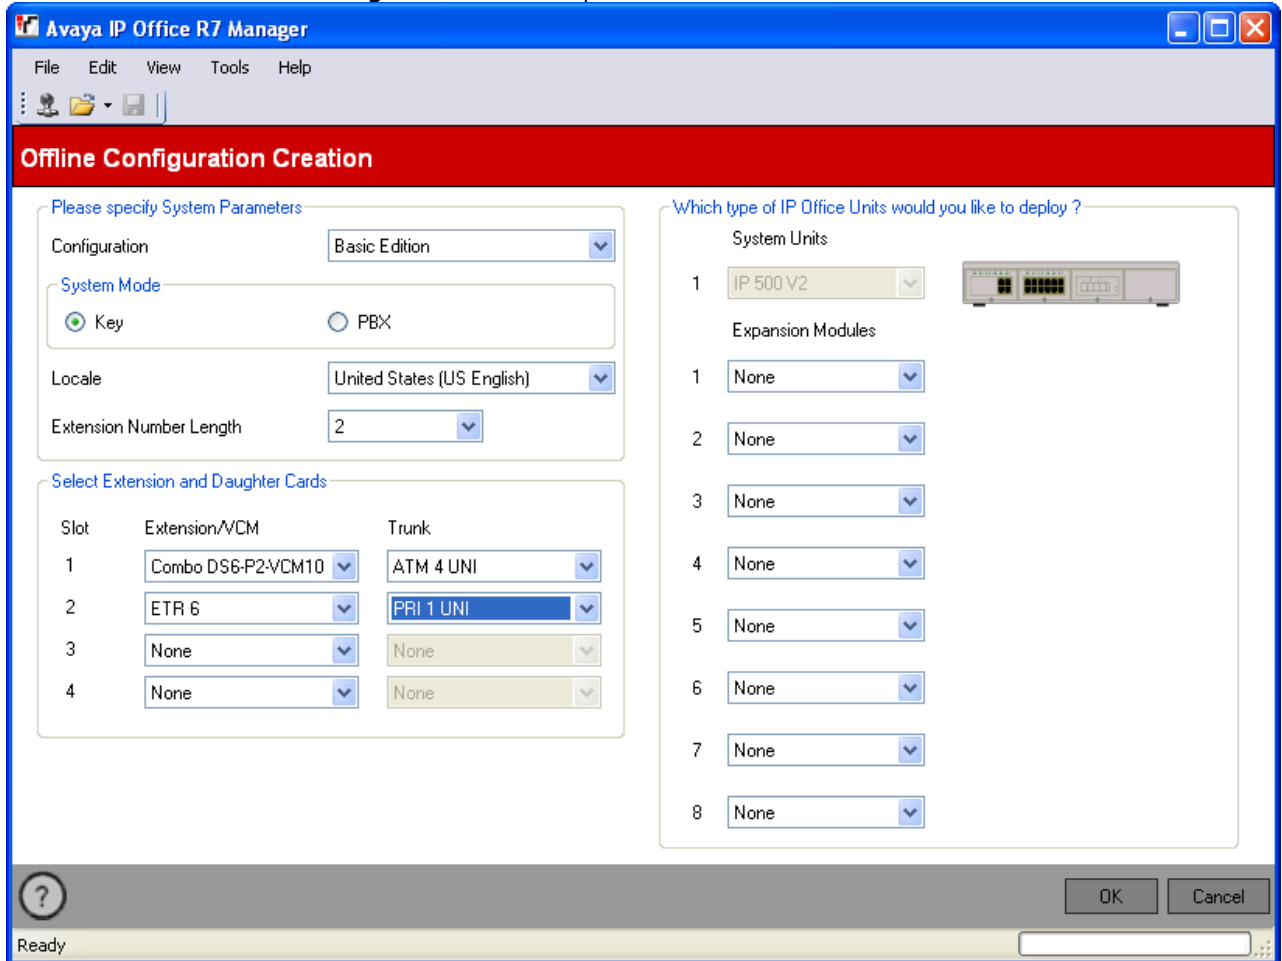 Avaya IP Office R7 Manager
File Edit View Tools Help
Offline Configuration Creation
Please specify System Parameters
Configuration Basic Edition
System Mode
Key PBX
Locale United States (US English)
Extension Number Length 2
Select Extension and Daughter Cards
Slot Extension/VCM Trunk
1 Combo DS6-P2-VCM10 ATM 4 UNI
2 ETR 6 PRI 1 UNI
3 None None
4 None None
Which type of IP Office Units would you like to deploy ?
System Units
1 IP 500 V2
Expansion Modules
1 None
2 None
3 None
4 None
5 None
6 None
7 None
8 None
?
OK Cancel
Ready